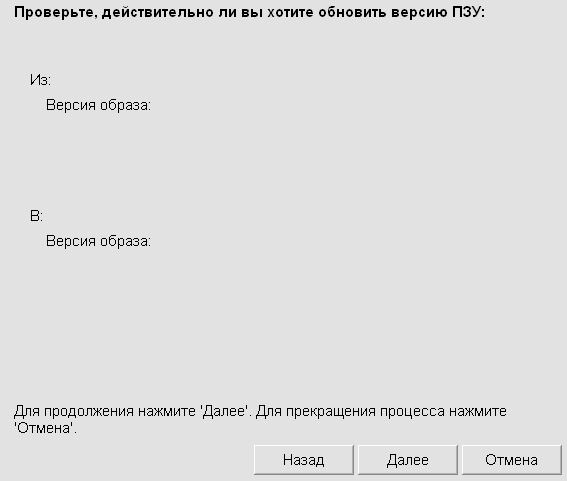 Проверьте, действительно ли вы хотите обновить версию ПЗУ:
Из:
Версия образа:
В:
Версия образа:
Для продолжения нажмите 'Далее'. Для прекращения процесса нажмите
'Отмена'.
Назад Далее Отмена